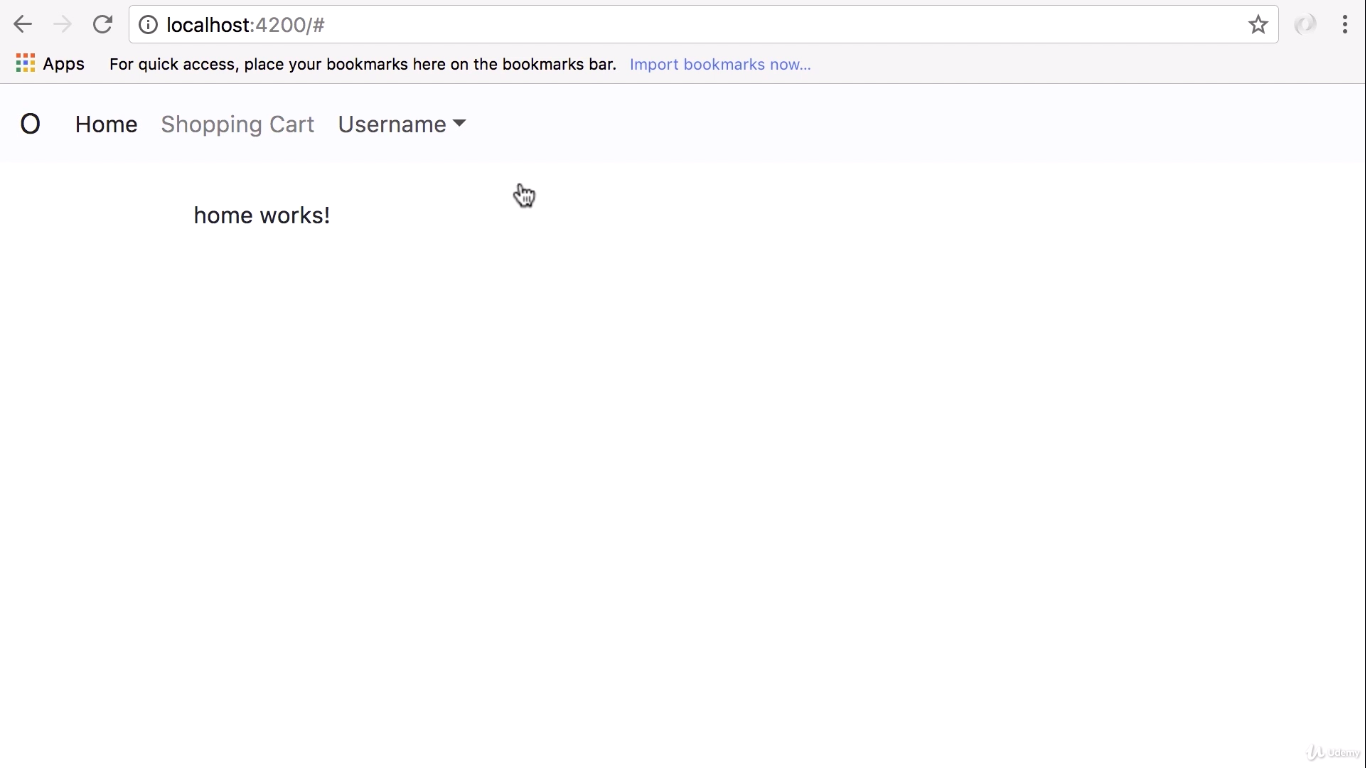 localhost:4200/#
Apps For quick access, place your bookmarks here on the bookmarks bar. Import bookmarks now...
O Home Shopping Cart Username
home works!
Udemy